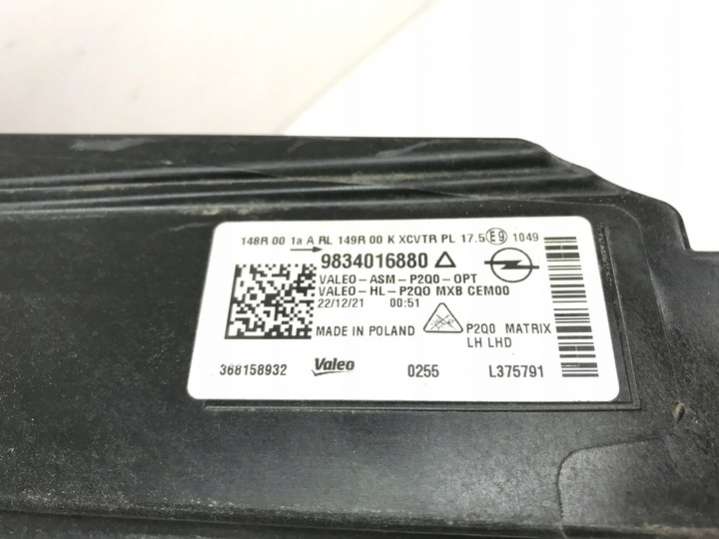 148R 00 1a A RL 149R 00 K XCVTR PL 17.5 E9 1049
9834016880
VALEO-ASM-P2Q0-OPT
VALEO-HL-P2QO MXB CEM00
22/12/21 00:51
MADE IN POLAND
P2Q0 MATRIX
LH LHD
368158932 Valeo 0255 L375791